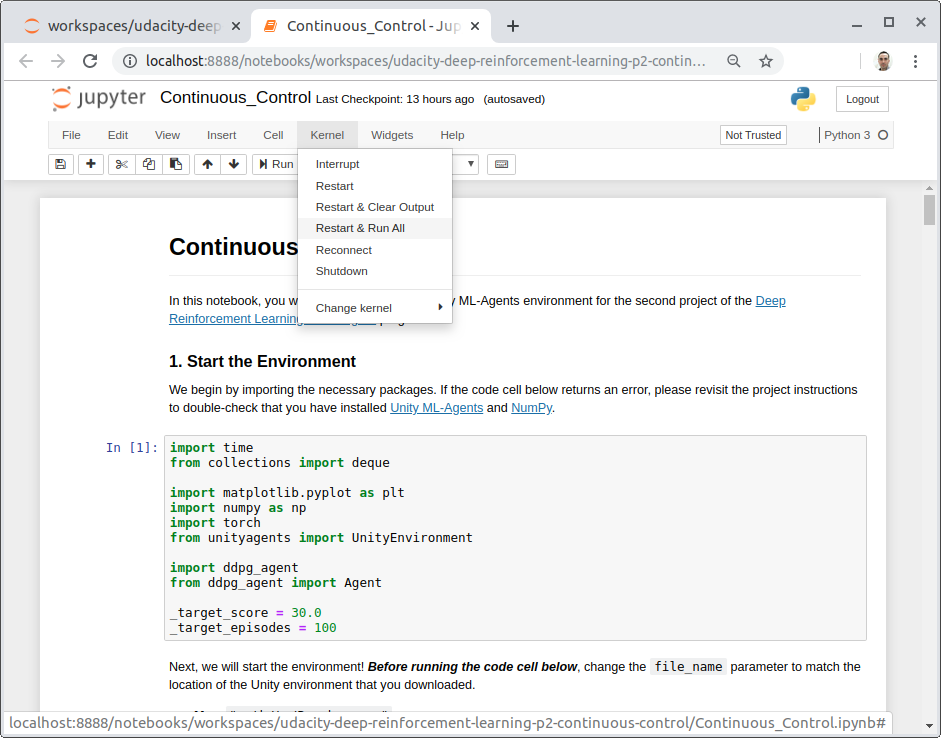 workspaces/udacity-deep
Continuous_Control - Jup
localhost:8888/notebooks/workspaces/udacity-deep-reinforcement-learning-p2-contin...
jupyter Continuous_Control Last Checkpoint: 13 hours ago (autosaved)
Logout
File Edit View Insert Cell Kernel Widgets Help
Not Trusted
Python 3
Run
Interrupt
Restart
Restart & Clear Output
Restart & Run All
Reconnect
Shutdown
Change kernel
Continuous
In this notebook, you w
ML-Agents environment for the second project of the Deep
Reinforcement Learning
1. Start the Environment
We begin by importing the necessary packages. If the code cell below returns an error, please revisit the project instructions
to double-check that you have installed Unity ML-Agents and NumPy.
In [1]:
import time
from collections import deque
import matplotlib.pyplot as plt
import numpy as np
import torch
from unityagents import UnityEnvironment
import ddpg_agent
from ddpg_agent import Agent
_target_score = 30.0
_target_episodes = 100
Next, we will start the environment! Before running the code cell below, change the file_name parameter to match the
location of the Unity environment that you downloaded.
localhost:8888/notebooks/workspaces/udacity-deep-reinforcement-learning-p2-continuous-control/Continuous_Control.ipynb#